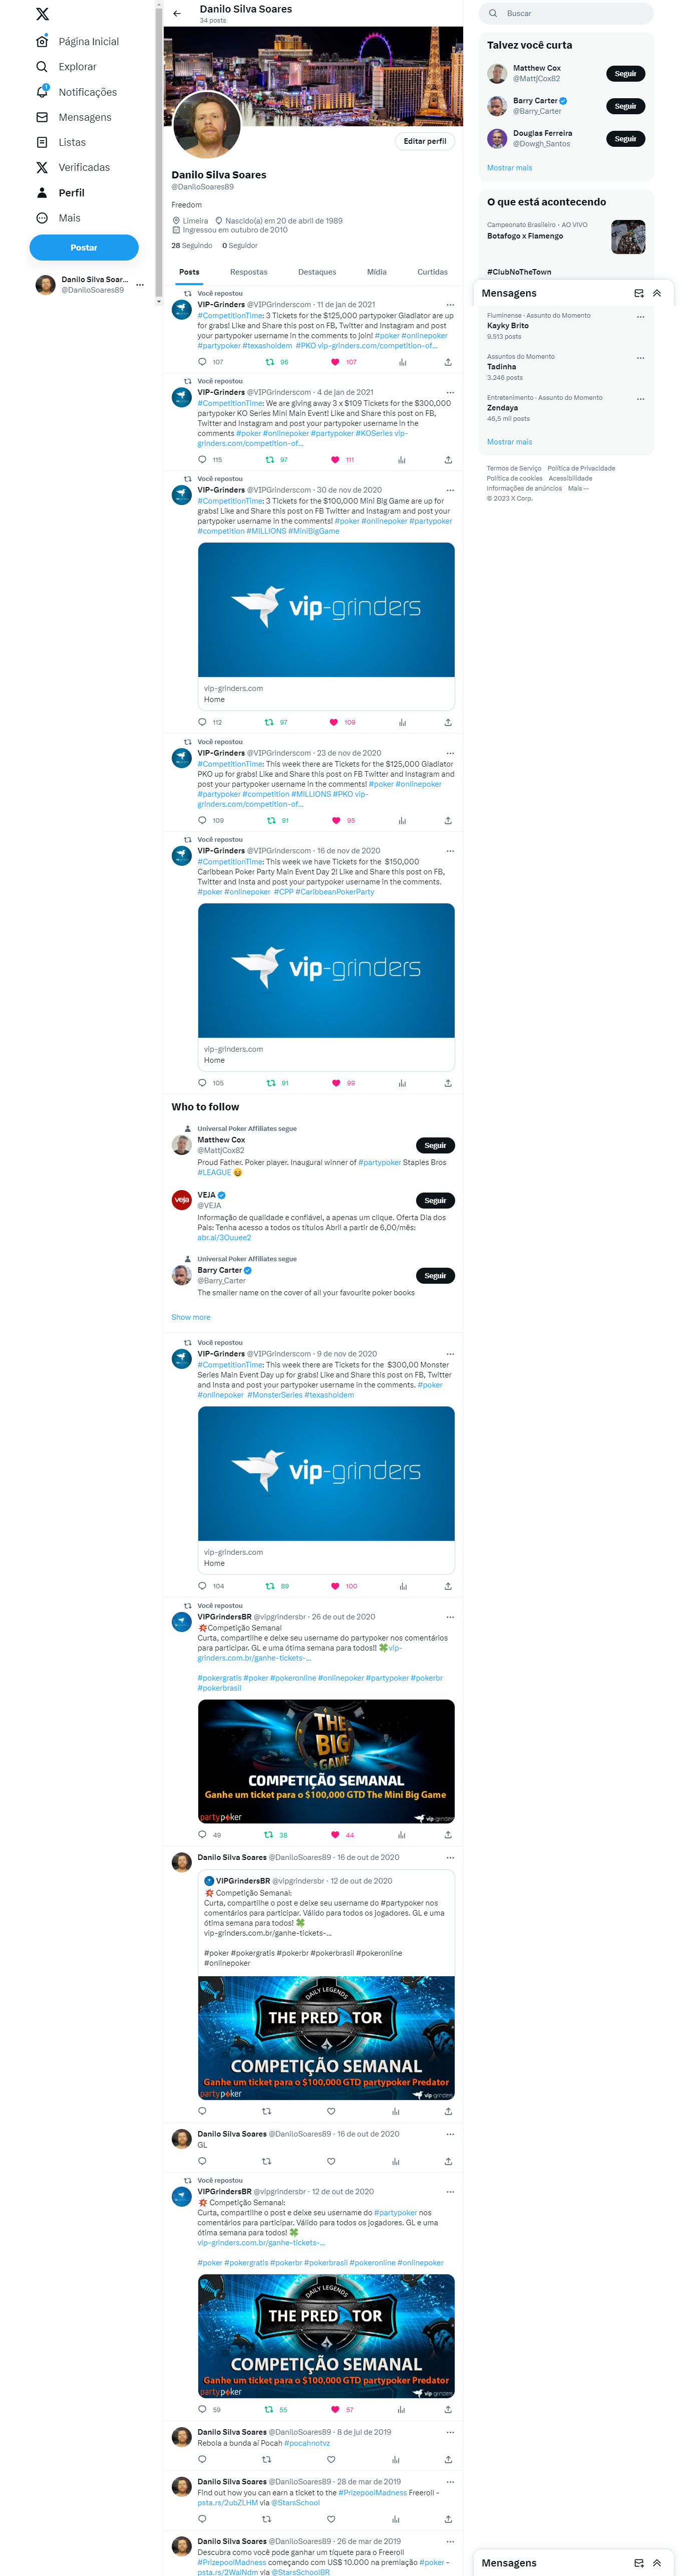 Página Inicial
Explorar
1
Notificações
Mensagens
Listas
Verificadas
Perfil
Mais
Postar
Danilo Silva Soar...
@DaniloSoares89
Danilo Silva Soares
34 posts
Editar perfil
Danilo Silva Soares
@DaniloSoares89
Freedom
Limeira Nascido(a) em 20 de abril de 1989
Ingressou em outubro de 2010
28 Seguindo 0 Seguidor
Posts Respostas Destaques Mídia Curtidas
Você repostou
VIP-Grinders @VIPGrinderscom · 11 de jan de 2021
#CompetitionTime: 3 Tickets for the $125,000 partypoker Gladiator are up
for grabs! Like and Share this post on FB, Twitter and Instagram and post
your partypoker username in the comments to join! #poker #onlinepoker
#partypoker #texasholdem #PKO vip-grinders.com/competition-of...
107 96 107
Você repostou
VIP-Grinders @VIPGrinderscom · 4 de jan de 2021
#CompetitionTime: We are giving away 3 x $109 Tickets for the $300,000
partypoker KO Series Mini Main Event! Like and Share this post on FB,
Twitter and Instagram and post your partypoker username in the
comments #poker #onlinepoker #partypoker #KOSeries vip-
grinders.com/competition-of...
115 97 111
Você repostou
VIP-Grinders @VIPGrinderscom · 30 de nov de 2020
#CompetitionTime: 3 Tickets for the $100,000 Mini Big Game are up for
grabs! Like and Share this post on FB, Twitter and Instagram and post your
partypoker username in the comments! #poker #onlinepoker #partypoker
#competition #MILLIONS #MiniBigGame
vip-grinders
vip-grinders.com
Home
112 97 109
Você repostou
VIP-Grinders @VIPGrinderscom · 23 de nov de 2020
#CompetitionTime: This week there are Tickets for the $125,000 Gladiator
PKO up for grabs! Like and Share this post on FB Twitter and Instagram and
post your partypoker username in the comments! #poker #onlinepoker
#partypoker #competition #MILLIONS #PKO vip-
grinders.com/competition-of...
109 91 95
Você repostou
VIP-Grinders @VIPGrinderscom · 16 de nov de 2020
#CompetitionTime: This week we have Tickets for the $150,000
Caribbean Poker Party Main Event Day 2! Like and Share this post on FB,
Twitter and Insta and post your partypoker username in the comments.
#poker #onlinepoker #CPP #CaribbeanPokerParty
vip-grinders
vip-grinders.com
Home
105 91 99
Who to follow
Universal Poker Affiliates segue
Matthew Cox
@MattjCox82
Seguir
Proud Father. Poker player. Inaugural winner of #partypoker Staples Bros
#LEAGUE 😆
veja
VEJA
@VEJA
Seguir
Informação de qualidade e confiável, a apenas um clique. Oferta Dia dos
Pais: Tenha acesso a todos os títulos Abril a partir de 6,00/mês:
abr.ai/3Ouuee2
Universal Poker Affiliates segue
Barry Carter
@Barry_Carter
Seguir
The smaller name on the cover of all your favourite poker books
Show more
Você repostou
VIP-Grinders @VIPGrinderscom · 9 de nov de 2020
#CompetitionTime: This week there are Tickets for the $300,00 Monster
Series Main Event Day up for grabs! Like and Share this post on FB, Twitter
and Insta and post your partypoker username in the comments. #poker
#onlinepoker #MonsterSeries #texasholdem
vip-grinders
vip-grinders.com
Home
104 89 100
Você repostou
VIPGrindersBR @vipgrindersbr · 26 de out de 2020
💥Competição Semanal
Curta, compartilhe e deixe seu username do partypoker nos comentários
para participar. GL e uma ótima semana para todos!! 🍀vip-
grinders.com.br/ganhe-tickets-...
#pokergratis #poker #pokeronline #onlinepoker #partypoker #pokerbr
#pokerbrasil
THE
BIG
GAME
COMPETIÇÃO SEMANAL
Ganhe um ticket para o $100,000 GTD The Mini Big Game
partypoker
vip-grinders
49 38 44
Danilo Silva Soares @DaniloSoares89 · 16 de out de 2020
VIPGrindersBR @vipgrindersbr · 12 de out de 2020
💥 Competição Semanal:
Curta, compartilhe o post e deixe seu username do #partypoker nos
comentários para participar. Válido para todos os jogadores. GL e uma
ótima semana para todos! 🍀
vip-grinders.com.br/ganhe-tickets-...
#poker #pokergratis #pokerbr #pokerbrasil #pokeronline
#onlinepoker
DAILY LEGENDS
THE PREDATOR
COMPETIÇÃO SEMANAL
Ganhe um ticket para o $100,000 GTD partypoker Predator
partypoker
vip-grinders
Danilo Silva Soares @DaniloSoares89 · 16 de out de 2020
GL
Você repostou
VIPGrindersBR @vipgrindersbr · 12 de out de 2020
💥 Competição Semanal:
Curta, compartilhe o post e deixe seu username do #partypoker nos
comentários para participar. Válido para todos os jogadores. GL e uma
ótima semana para todos! 🍀
vip-grinders.com.br/ganhe-tickets-...
#poker #pokergratis #pokerbr #pokerbrasil #pokeronline #onlinepoker
DAILY LEGENDS
THE PREDATOR
COMPETIÇÃO SEMANAL
Ganhe um ticket para o $100,000 GTD partypoker Predator
partypoker
vip-grinders
59 55 57
Danilo Silva Soares @DaniloSoares89 · 8 de jul de 2019
Rebola a bunda aí Pocah #pocahnotvz
Danilo Silva Soares @DaniloSoares89 · 28 de mar de 2019
Find out how you can earn a ticket to the #PrizepoolMadness Freeroll -
psta.rs/2ubZLHM via @StarsSchool
Danilo Silva Soares @DaniloSoares89 · 26 de mar de 2019
Descubra como você pode ganhar um tíquete para o Freeroll
#PrizepoolMadness começando com US$ 10.000 na premiação #poker -
psta.rs/2WaINdm via @StarsSchoolBR
Buscar
Talvez você curta
Matthew Cox
@MattjCox82
Seguir
Barry Carter
@Barry_Carter
Seguir
Douglas Ferreira
@Dowgh_Santos
Seguir
Mostrar mais
O que está acontecendo
Campeonato Brasileiro · AO VIVO
Botafogo x Flamengo
#ClubNoTheTown
Mensagens
Fluminense · Assunto do Momento
Kayky Brito
9.513 posts
Assuntos do Momento
Tadinha
3.246 posts
Entretenimento · Assunto do Momento
Zendaya
46,5 mil posts
Mostrar mais
Termos de Serviço Política de Privacidade
Política de cookies Acessibilidade
Informações de anúncios Mais ···
© 2023 X Corp.
Mensagens